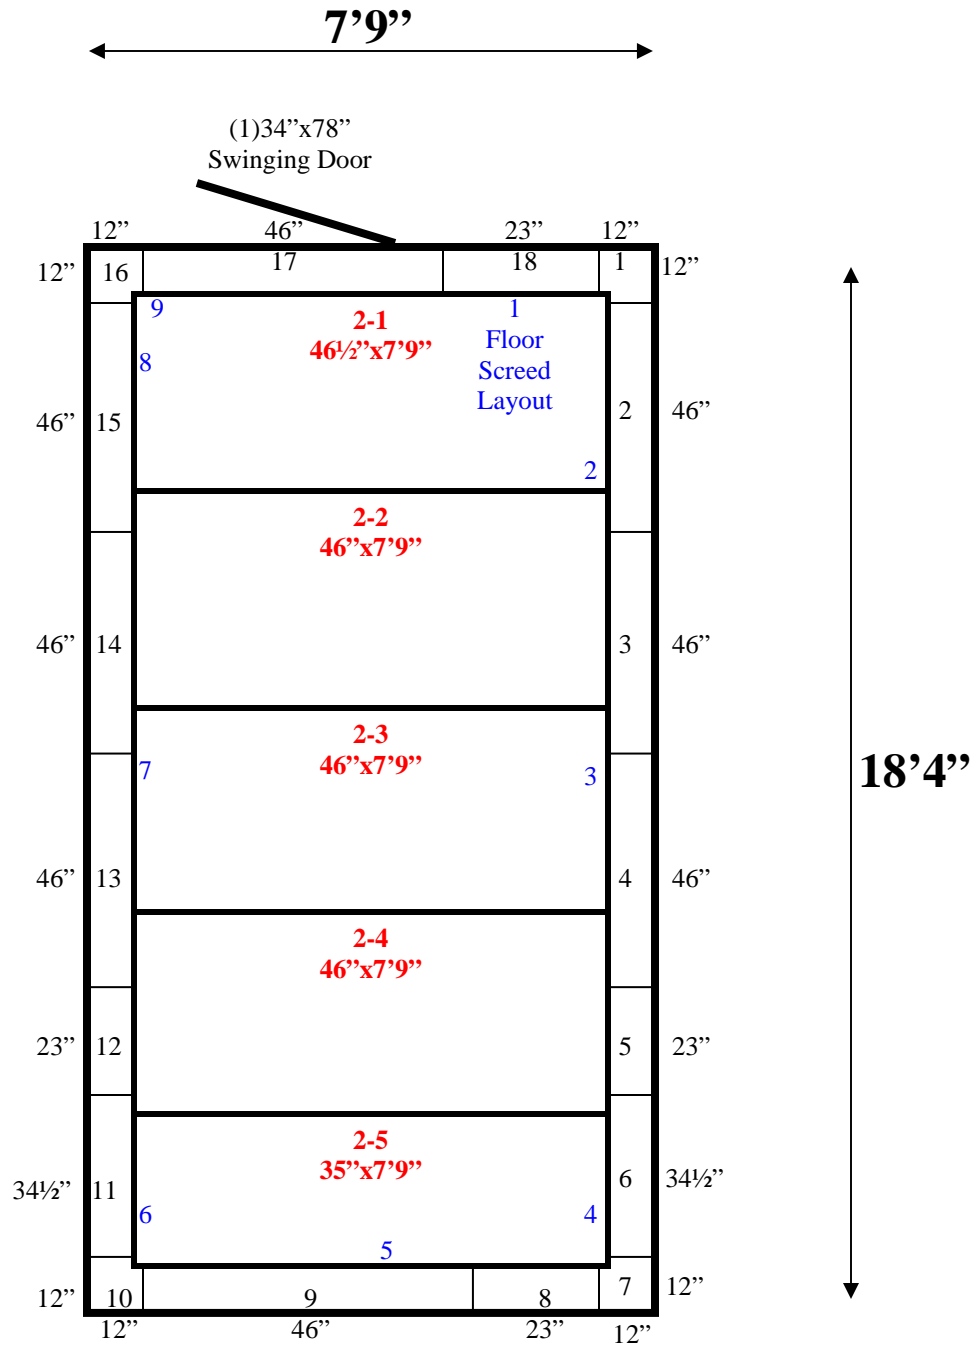 7’9”
(1)34”x78”
Swinging Door
12” 46” 23” 12”
12” 16 17 18 1 12”
9 2-1 1
46½”x7’9” Floor
8 Screed
Layout
46” 15 2 46”
2
2-2
46”x7’9”
46” 14 3 46”
2-3
46”x7’9”
7 3
18’4”
46” 13 4 46”
2-4
46”x7’9”
23” 12 5 23”
2-5
35”x7’9”
34½” 11 6 34½”
6 4
5
12” 10 9 8 7 12”
12” 46” 23” 12”